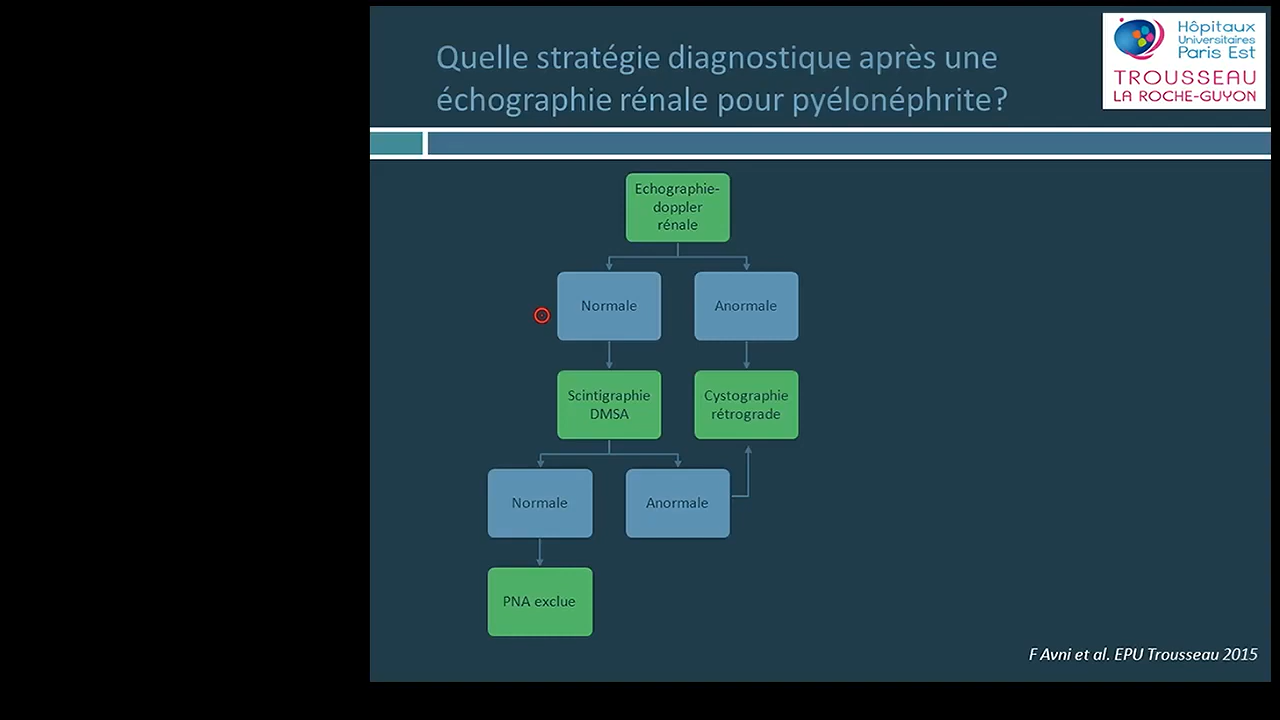 Quelle stratégie diagnostique après une
échographie rénale pour pyélonéphrite?
Hôpitaux
Universitaires
Paris Est
TROUSSEAU
LA ROCHE-GUYON
Echographie-
doppler
rénale
Normale
Anormale
Scintigraphie
DMSA
Cystographie
rétrograde
Normale
Anormale
PNA exclue
F Avni et al. EPU Trousseau 2015